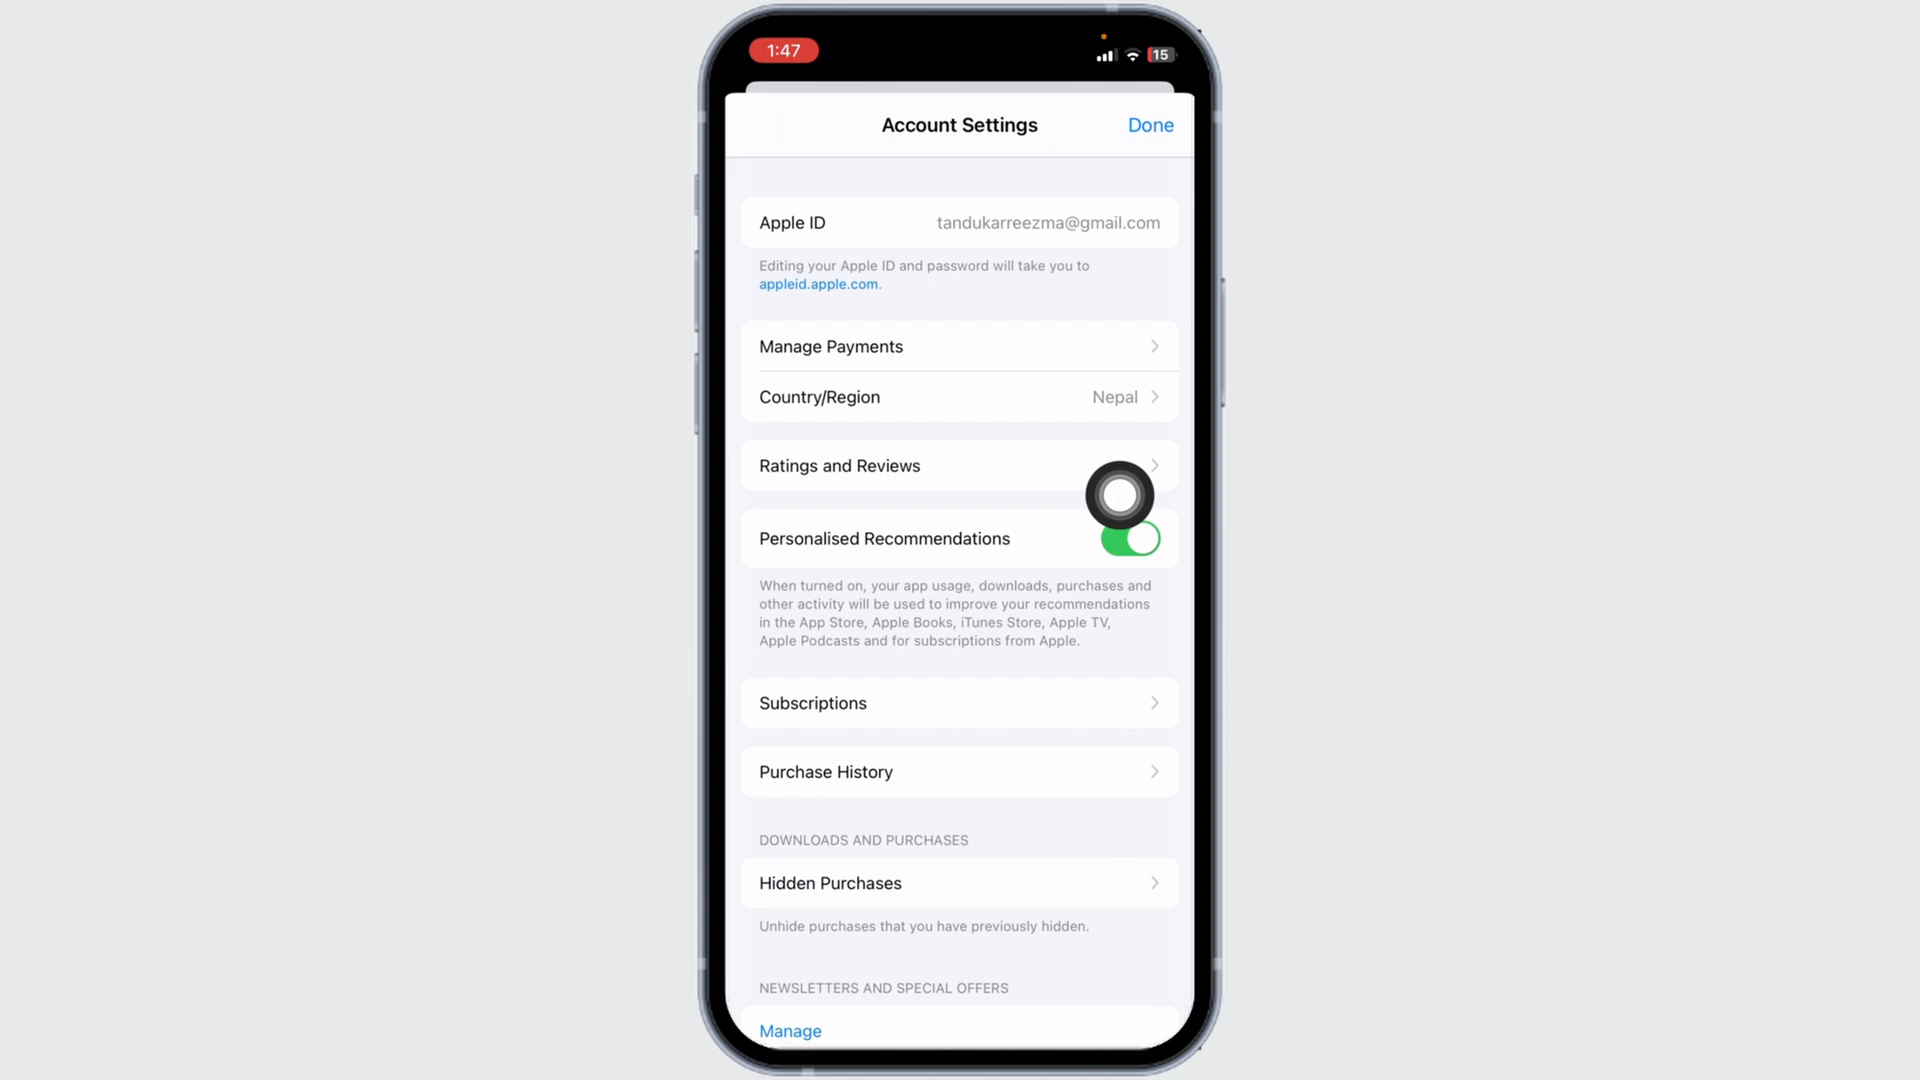 1:47
15
Account Settings
Done
Apple ID
tandukarreezma@gmail.com
Editing your Apple ID and password will take you to
appleid.apple.com.
Manage Payments
Country/Region
Nepal
Ratings and Reviews
Personalised Recommendations
When turned on, your app usage, downloads, purchases and
other activity will be used to improve your recommendations
in the App Store, Apple Books, iTunes Store, Apple TV,
Apple Podcasts and for subscriptions from Apple.
Subscriptions
Purchase History
DOWNLOADS AND PURCHASES
Hidden Purchases
Unhide purchases that you have previously hidden.
NEWSLETTERS AND SPECIAL OFFERS
Manage